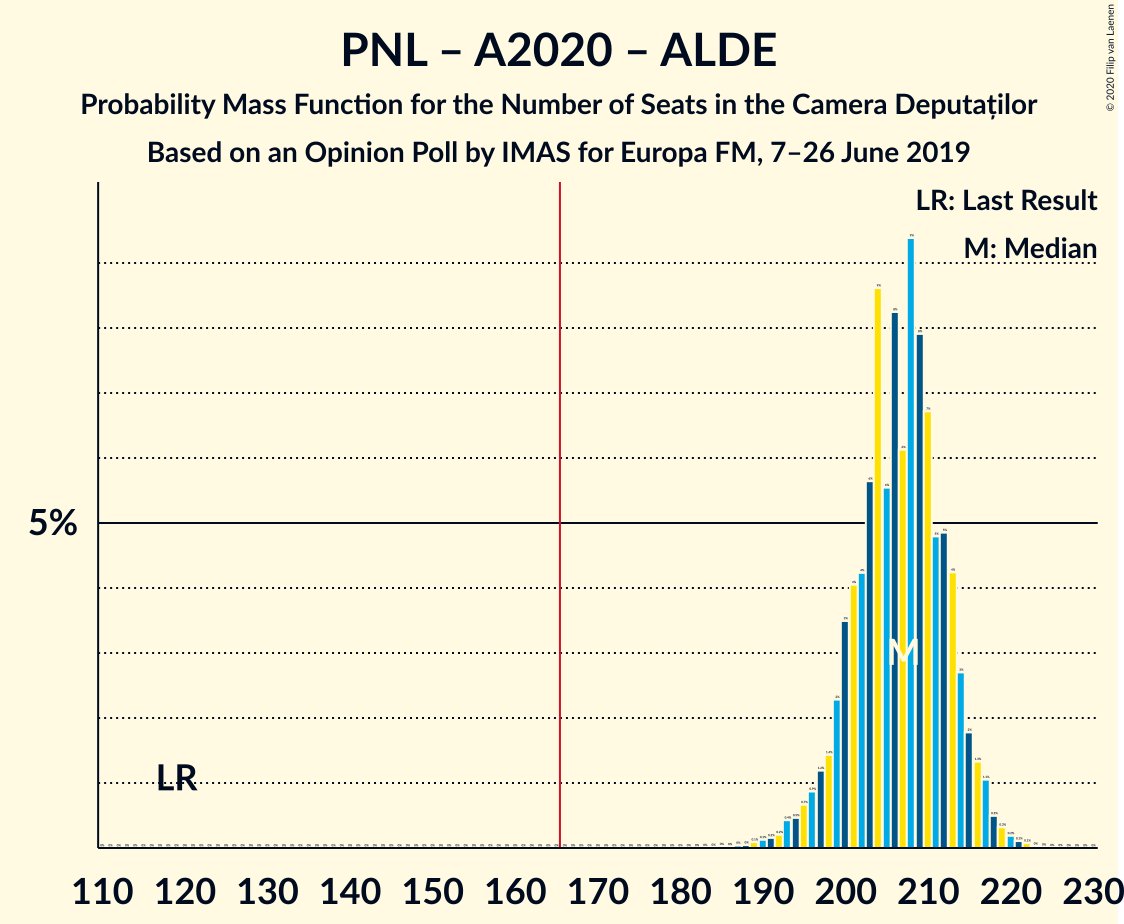 PNL – A2020 – ALDE
Probability Mass Function for the Number of Seats in the Camera Deputaților
Based on an Opinion Poll by IMAS for Europa FM, 7–26 June 2019
© 2020 Filip van Laenen
LR: Last Result
M: Median
5%
LR
M
110 120 130 140 150 160 170 180 190 200 210 220 230